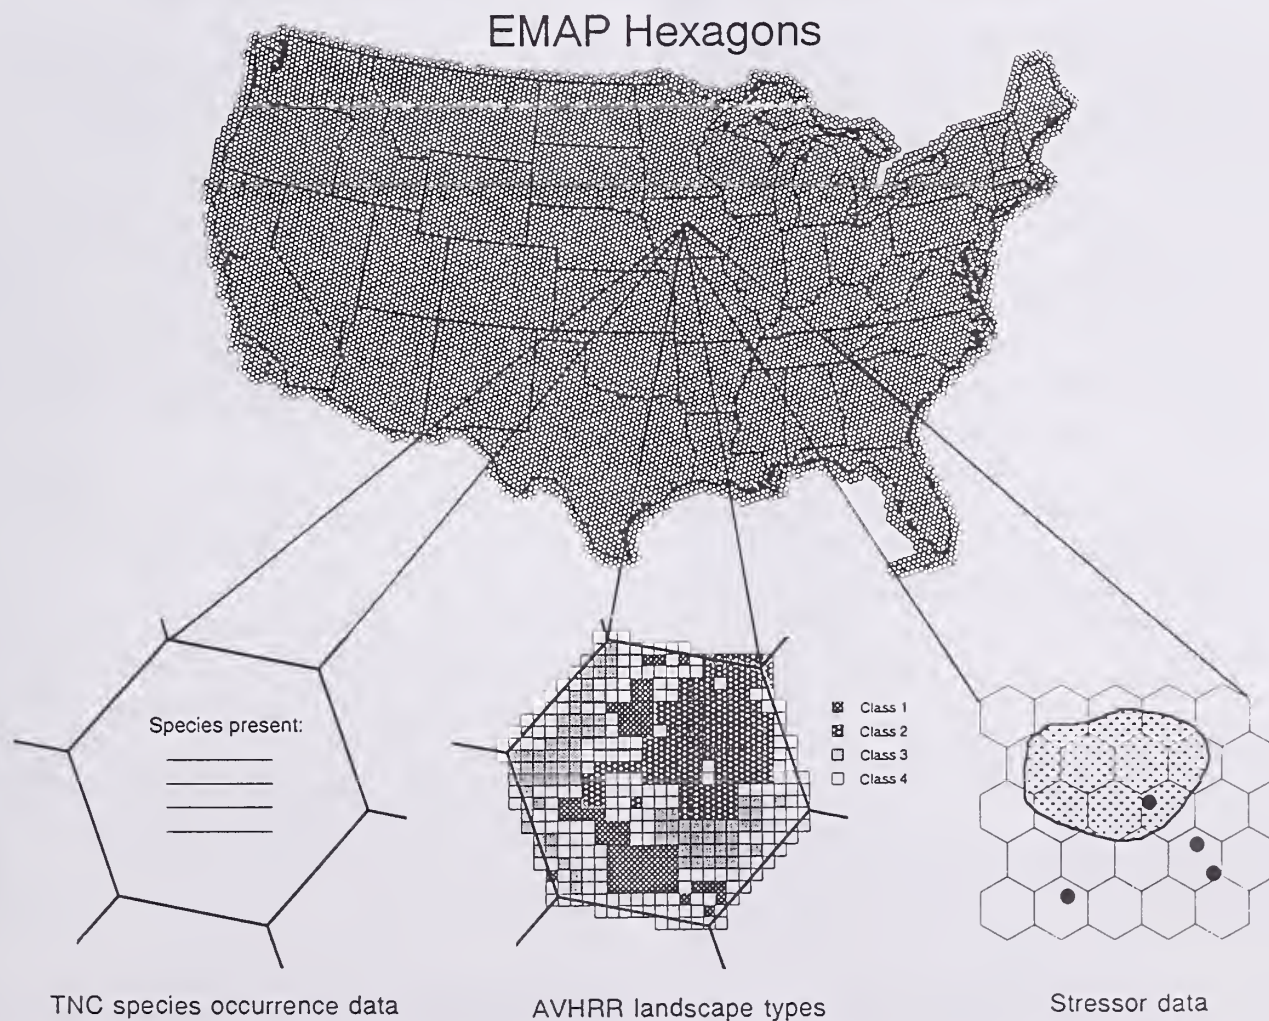 EMAP Hexagons
Species present:
Class 1
Class 2
Class 3
Class 4
TNC species occurrence data
AVHRR landscape types
Stressor data